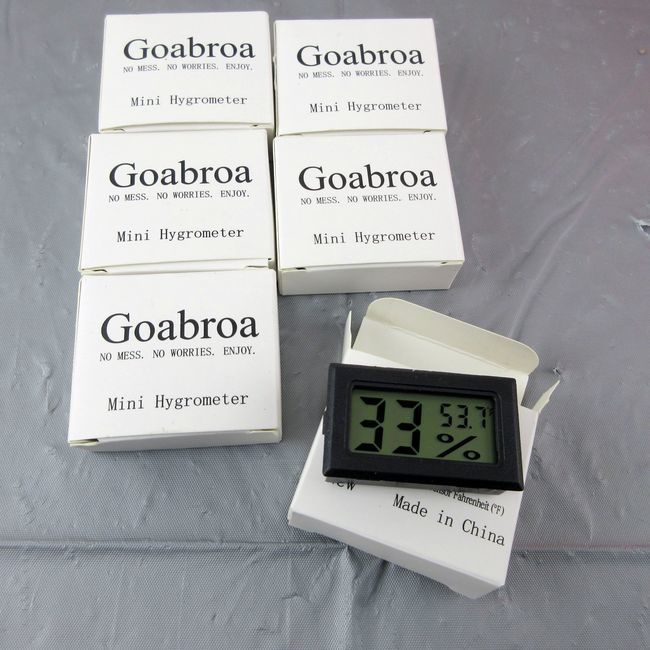 Goabroa
NO MESS. NO WORRIES. ENJOY.
Mini Hygrometer
Goabroa
NO MESS. NO WORRIES. ENJOY.
Mini Hygrometer
Goabroa
NO MESS. NO WORRIES. ENJOY.
Mini Hygrometer
Goabroa
NO MESS. NO WORRIES. ENJOY.
Mini Hygrometer
Goabroa
NO MESS. NO WORRIES. ENJOY.
Mini Hygrometer
33 % 53.7
Fahrenheit (°F)
Made in China